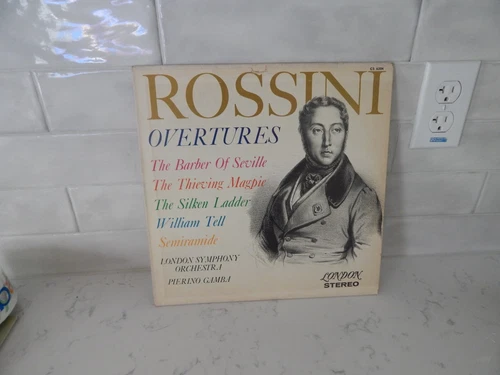 ROSSINI
OVERTURES
The Barber Of Seville
The Thieving Magpie
The Silken Ladder
William Tell
Semiramide
LONDON SYMPHONY
ORCHESTRA
PIERINO GAMBA
LONDON
STEREO